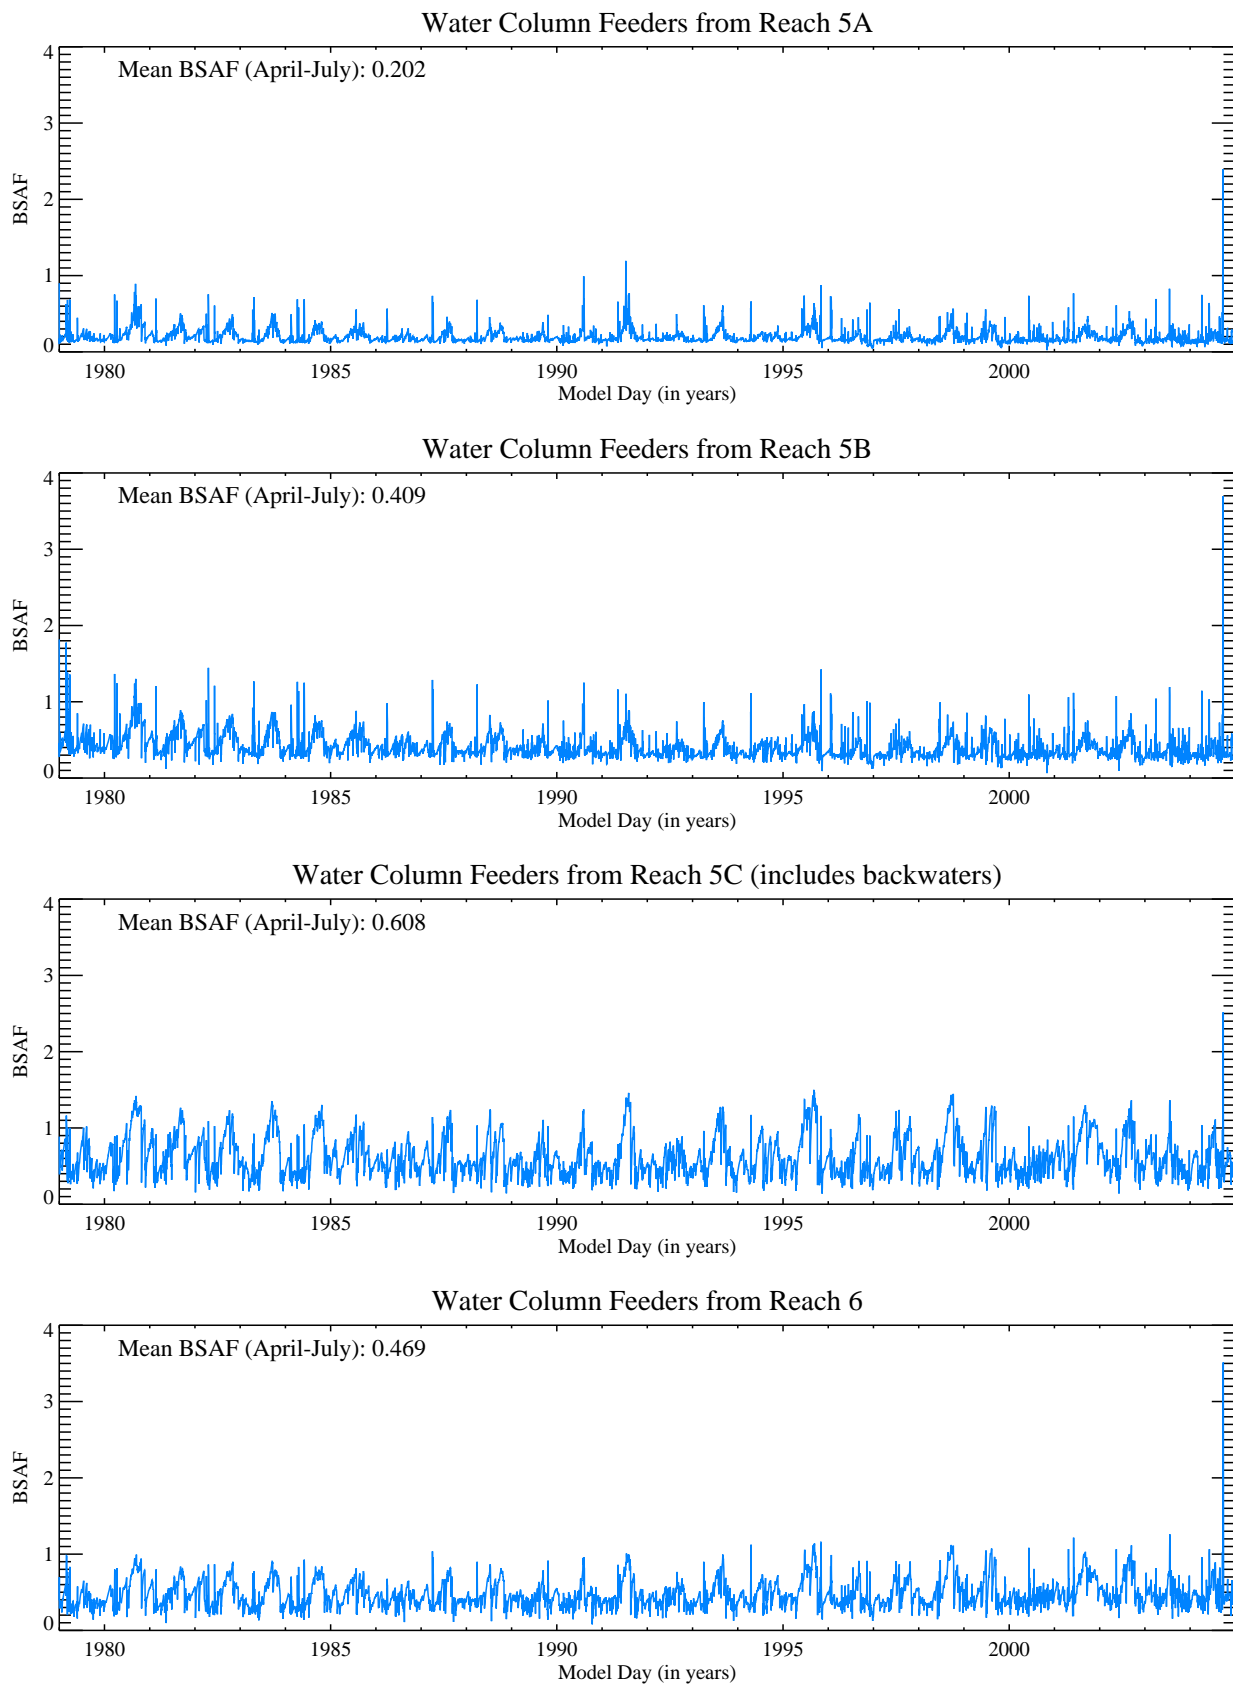 Water Column Feeders from Reach 5A
Mean BSAF (April-July): 0.202
4
3
2
1
0
BSAF
1980 1985 1990 1995 2000
Model Day (in years)
Water Column Feeders from Reach 5B
Mean BSAF (April-July): 0.409
4
3
2
1
0
BSAF
1980 1985 1990 1995 2000
Model Day (in years)
Water Column Feeders from Reach 5C (includes backwaters)
Mean BSAF (April-July): 0.608
4
3
2
1
0
BSAF
1980 1985 1990 1995 2000
Model Day (in years)
Water Column Feeders from Reach 6
Mean BSAF (April-July): 0.469
4
3
2
1
0
BSAF
1980 1985 1990 1995 2000
Model Day (in years)